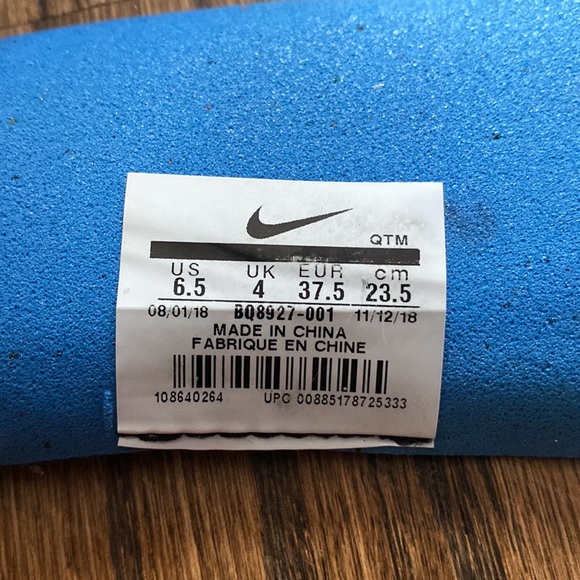 QTM
US UK EUR cm
6.5 4 37.5 23.5
08/01/18 BQ8927-001 11/12/18
MADE IN CHINA
FABRIQUE EN CHINE
108640264 UPC 00885178725333